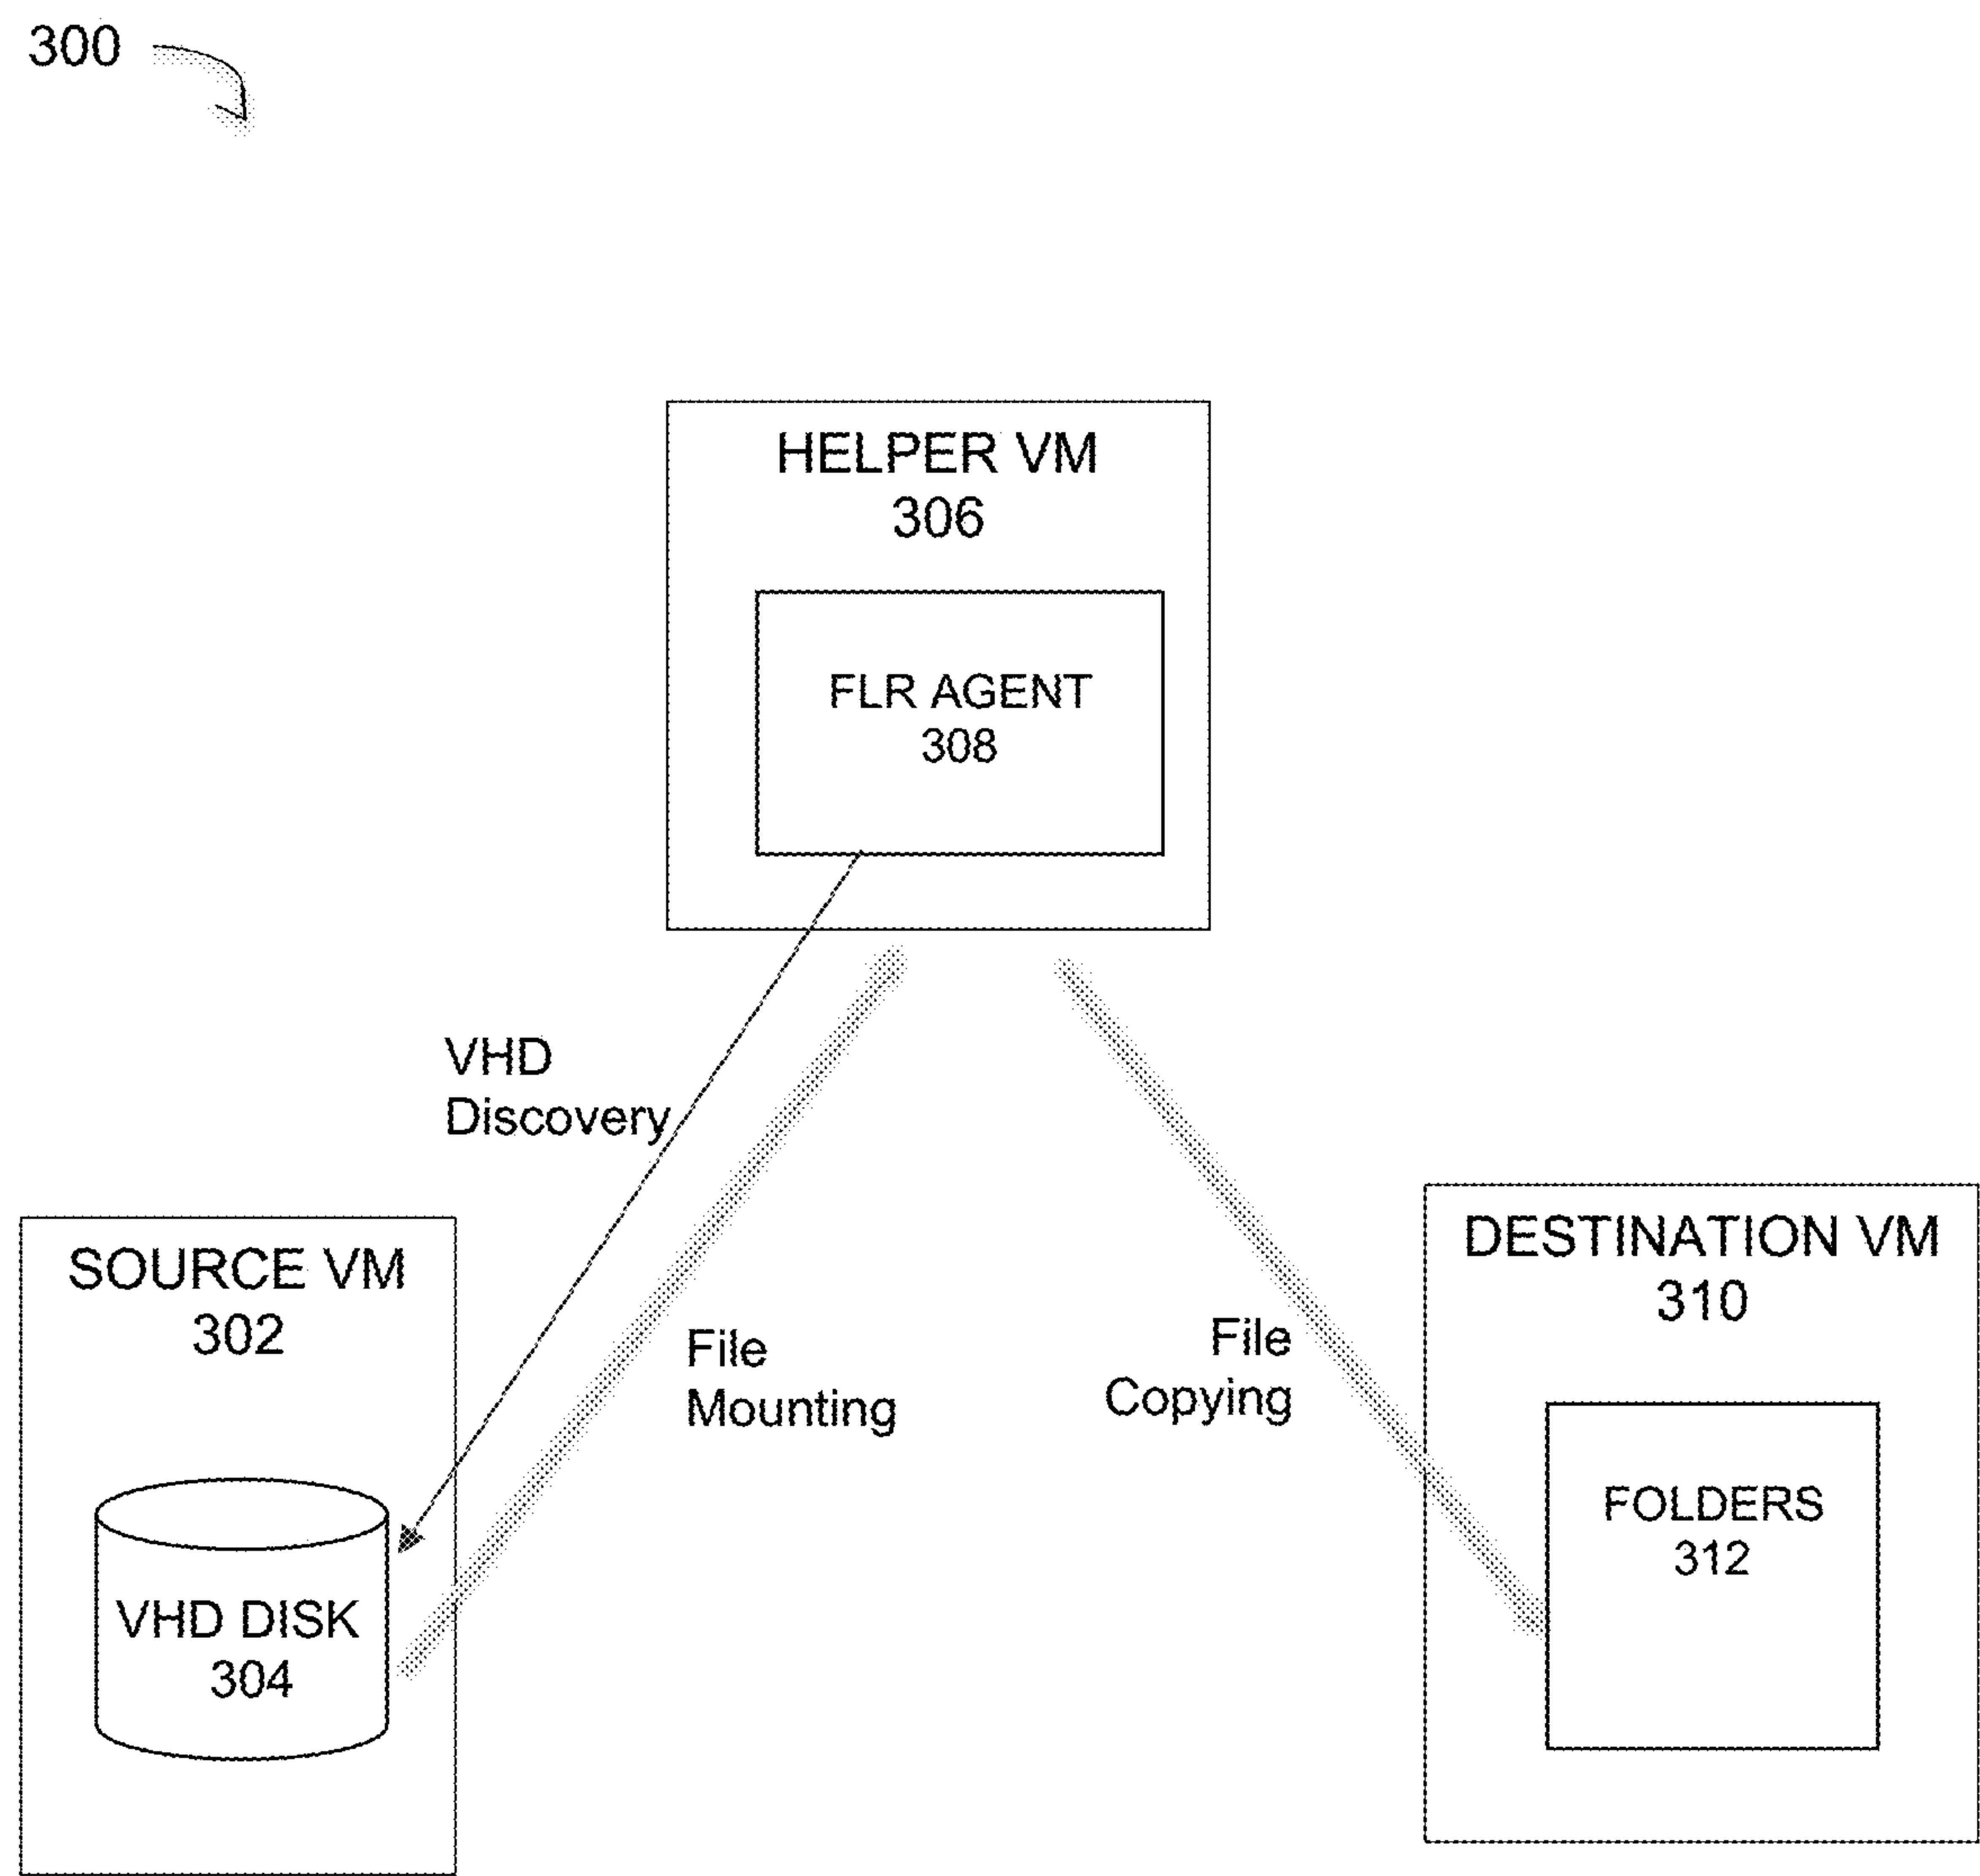 300
HELPER VM
306
FLR AGENT
308
VHD
Discovery
SOURCE VM
302
File
Mounting
File
Copying
DESTINATION VM
310
FOLDERS
312
VHD DISK
304